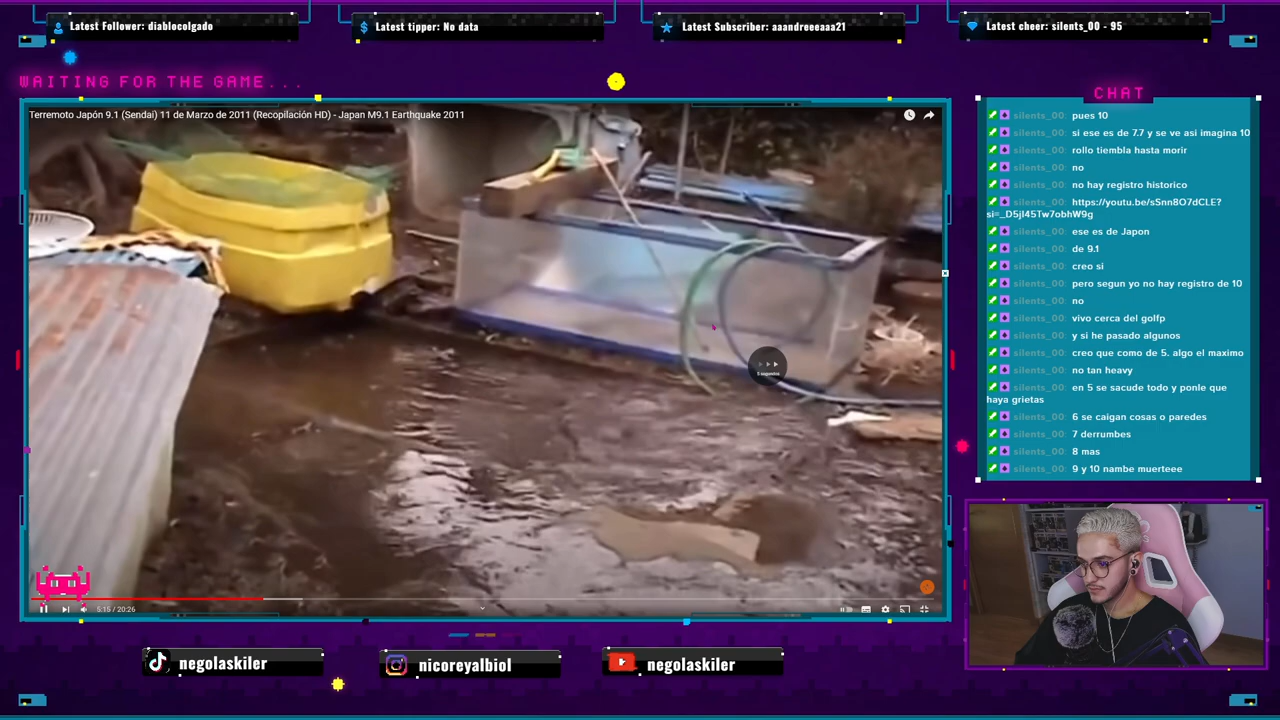 Latest Follower: diablocolgado
Latest tipper: No data
Latest Subscriber: aaandreeeaaa21
Latest cheer: silents_00 - 95
WAITING FOR THE GAME...
CHAT
Terremoto Japón 9.1 (Sendai) 11 de Marzo de 2011 (Recopilación HD) - Japan M9.1 Earthquake 2011
silents_00: pues 10
silents_00: si ese es de 7.7 y se ve asi imagina 10
silents_00: rollo tiembla hasta morir
silents_00: no
silents_00: no hay registro historico
silents_00: https://youtu.be/sSnn8O7dCLE?
si=_D5jI45Tw7obhW9g
silents_00: ese es de Japon
silents_00: de 9.1
silents_00: creo si
silents_00: pero segun yo no hay registro de 10
silents_00: no
silents_00: vivo cerca del golfp
silents_00: y si he pasado algunos
silents_00: creo que como de 5. algo el maximo
silents_00: no tan heavy
silents_00: en 5 se sacude todo y ponle que
haya grietas
silents_00: 6 se caigan cosas o paredes
silents_00: 7 derrumbes
silents_00: 8 mas
silents_00: 9 y 10 nambe muerteee
5 segundos
5:15 / 20:26
negolaskiler
nicoreyalbiol
negolaskiler